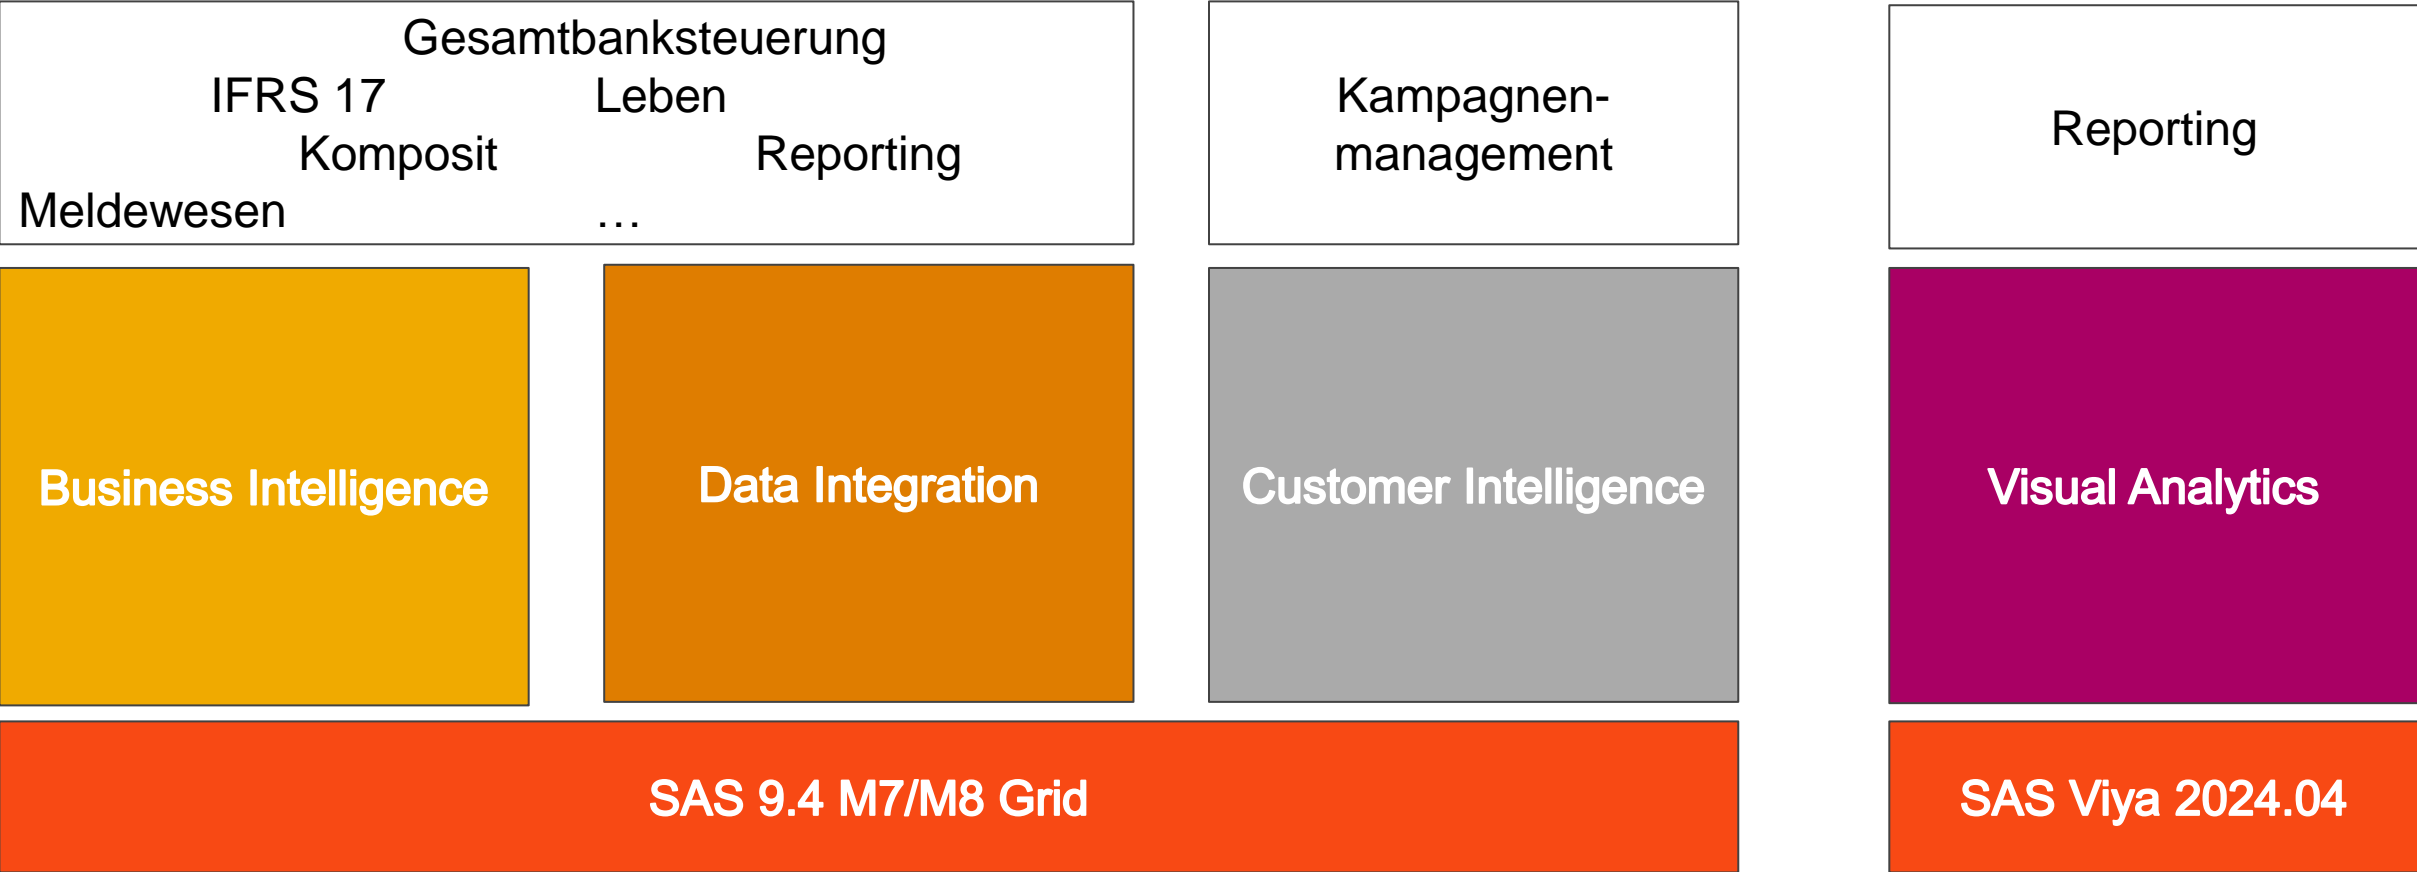 Gesamtbanksteuerung
IFRS 17 Leben
Komposit Reporting
Meldewesen …
Kampagnen-
management
Reporting
Business Intelligence
Data Integration
Customer Intelligence
Visual Analytics
SAS 9.4 M7/M8 Grid
SAS Viya 2024.04